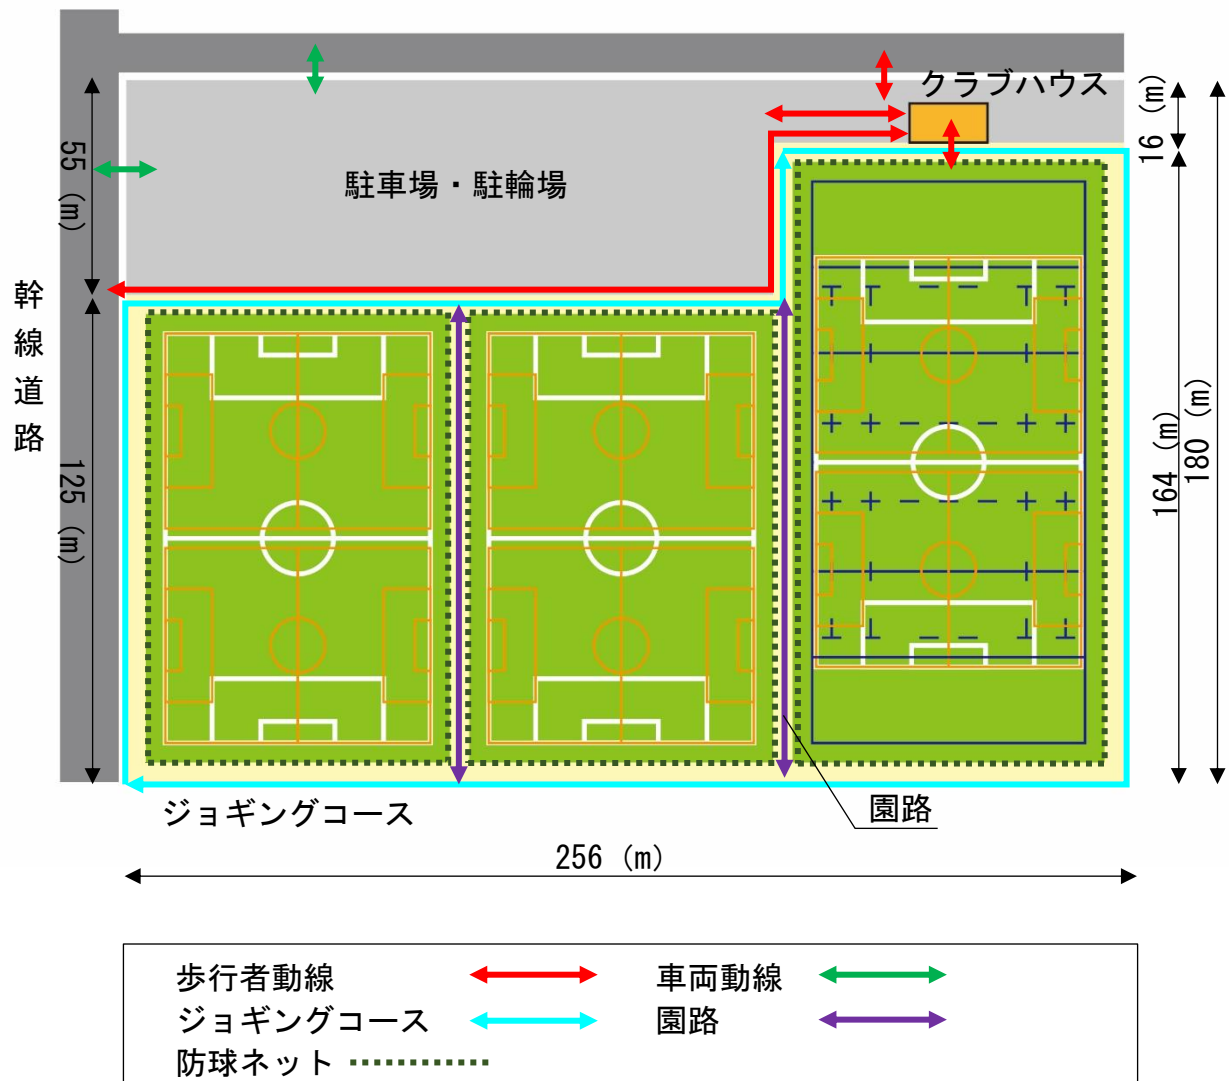 クラブハウス
16 (m)
55 (m)
駐車場・駐輪場
幹線道路
125 (m)
164 (m)
180 (m)
ジョギングコース
園路
256 (m)
歩行者動線
車両動線
ジョギングコース
園路
防球ネット